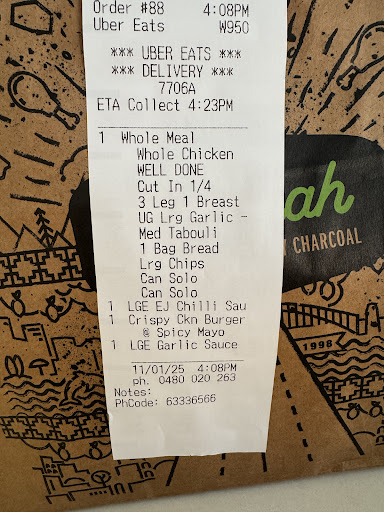 Order #88 4:08PM
Uber Eats W950
*** UBER EATS ***
*** DELIVERY ***
7706A
ETA Collect 4:23PM
1 Whole Meal
Whole Chicken
WELL DONE
Cut In 1/4
3 Leg 1 Breast
UG Lrg Garlic -
Med Tabouli
1 Bag Bread
Lrg Chips
Can Solo
Can Solo
1 LGE EJ Chilli Sau
1 Crispy Ckn Burger
@ Spicy Mayo
1 LGE Garlic Sauce
11/01/25 4:08PM
ph. 0480 020 263
Notes:
PhCode: 63336566
ah
CHARCOAL
1998